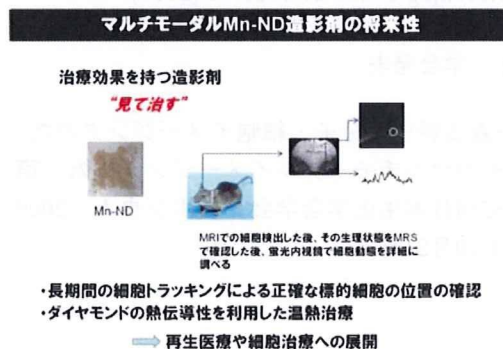 マルチモーダルMn-ND造影剤の将来性
治療効果を持つ造影剤
“見て治す”
Mn-ND
MRIでの細胞検出した後、その生理状態をMRS
で確認した後、蛍光内視鏡で細胞動態を詳細に
調べる
・長期間の細胞トラッキングによる正確な標的細胞の位置の確認
・ダイヤモンドの熱伝導性を利用した温熱治療
再生医療や細胞治療への展開